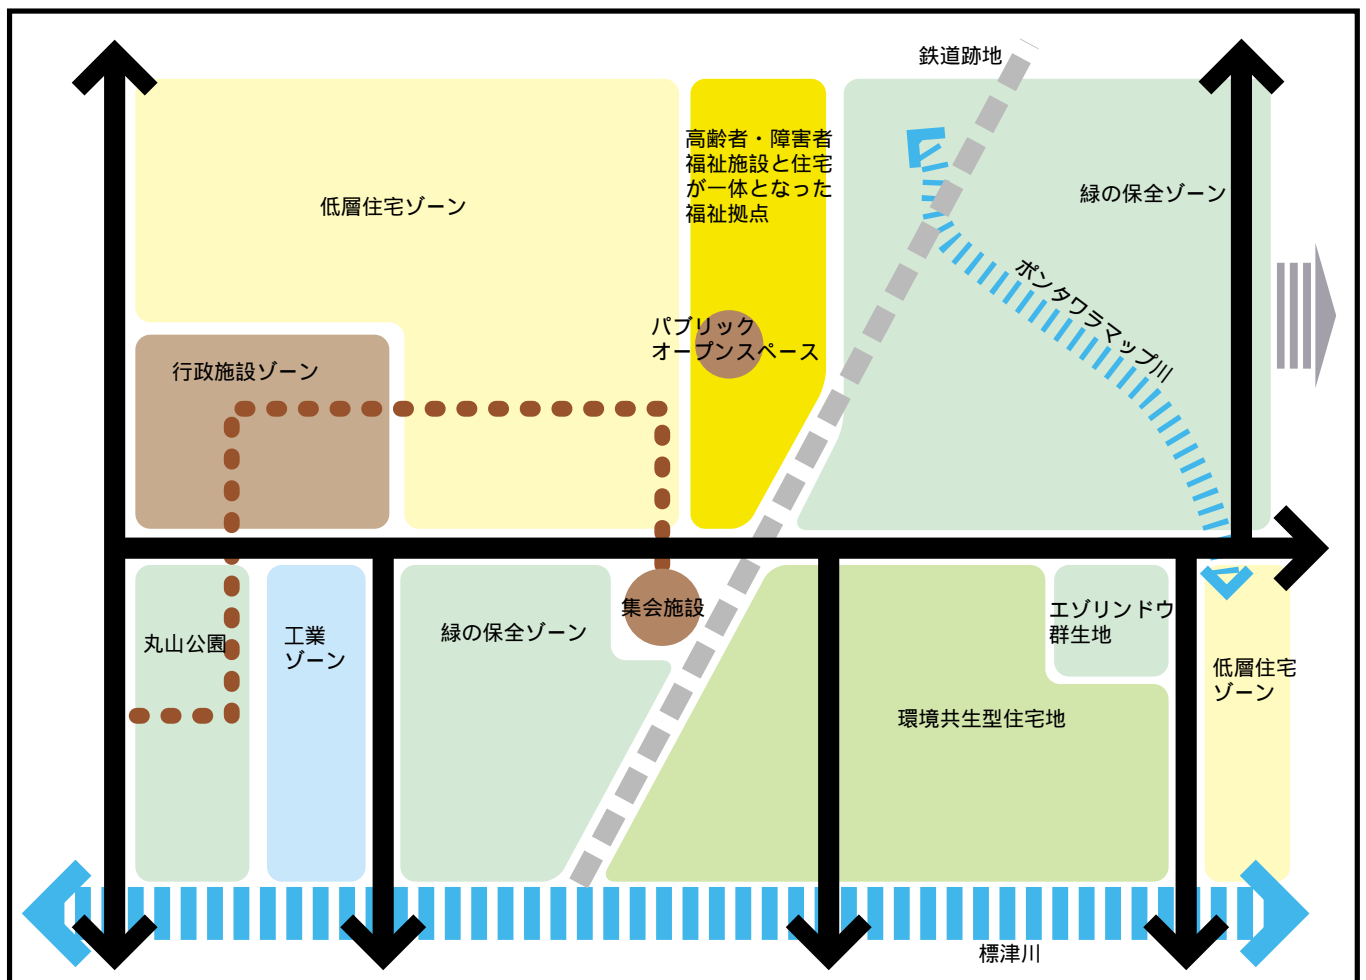 鉄道跡地
高齢者・障害者
福祉施設と住宅
が一体となった
福祉拠点
低層住宅ゾーン
緑の保全ゾーン
ポンタワラマップ川
パブリック
オープンスペース
行政施設ゾーン
集会施設
エゾリンドウ
群生地
丸山公園
工業
ゾーン
緑の保全ゾーン
低層住宅
ゾーン
環境共生型住宅地
標津川